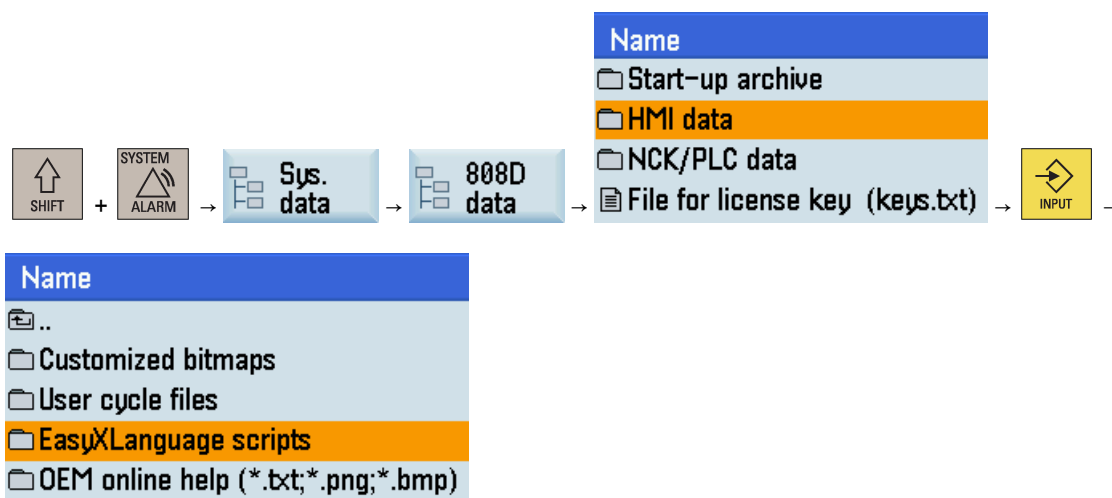 Name
Start-up archive
HMI data
NCK/PLC data
File for license key (keys.txt)
SHIFT + SYSTEM ALARM → Sys. data → 808D data → → INPUT →
Name
..
Customized bitmaps
User cycle files
EasyXLanguage scripts
OEM online help (*.txt;*.png;*.bmp)